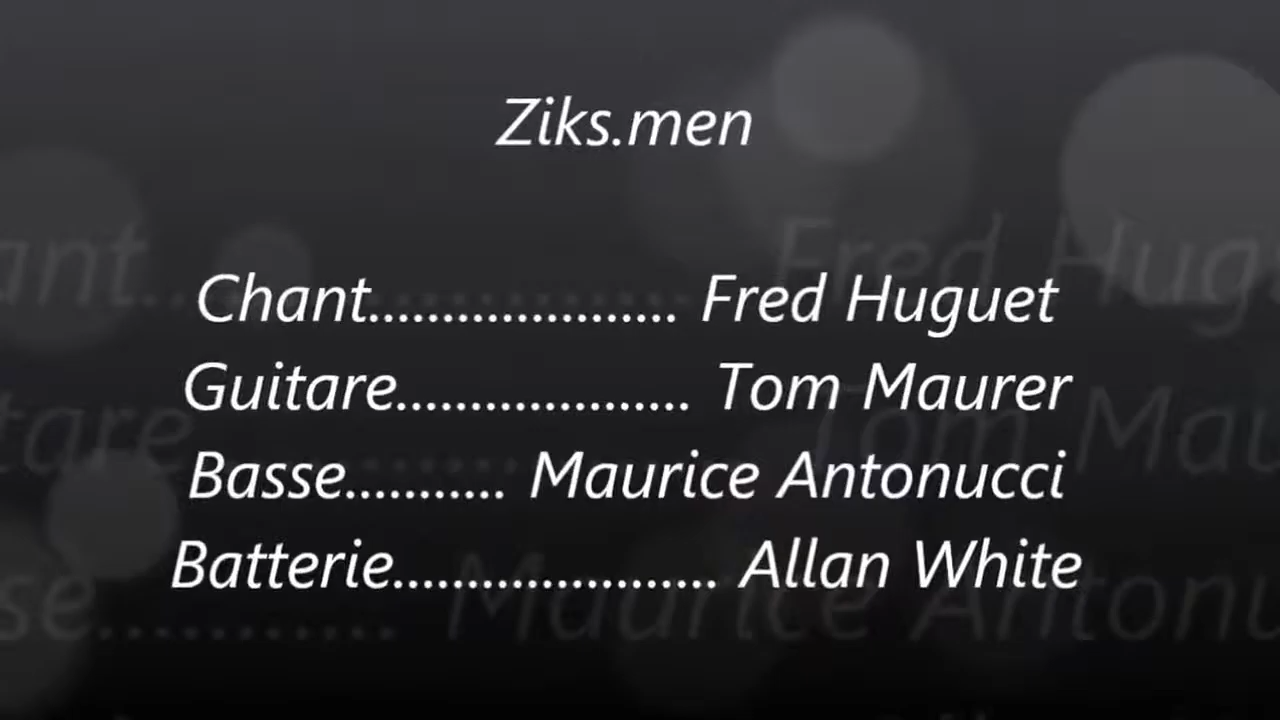 Ziks.men
Chant..................... Fred Huguet
Guitare.................... Tom Maurer
Basse........... Maurice Antonucci
Batterie...................... Allan White